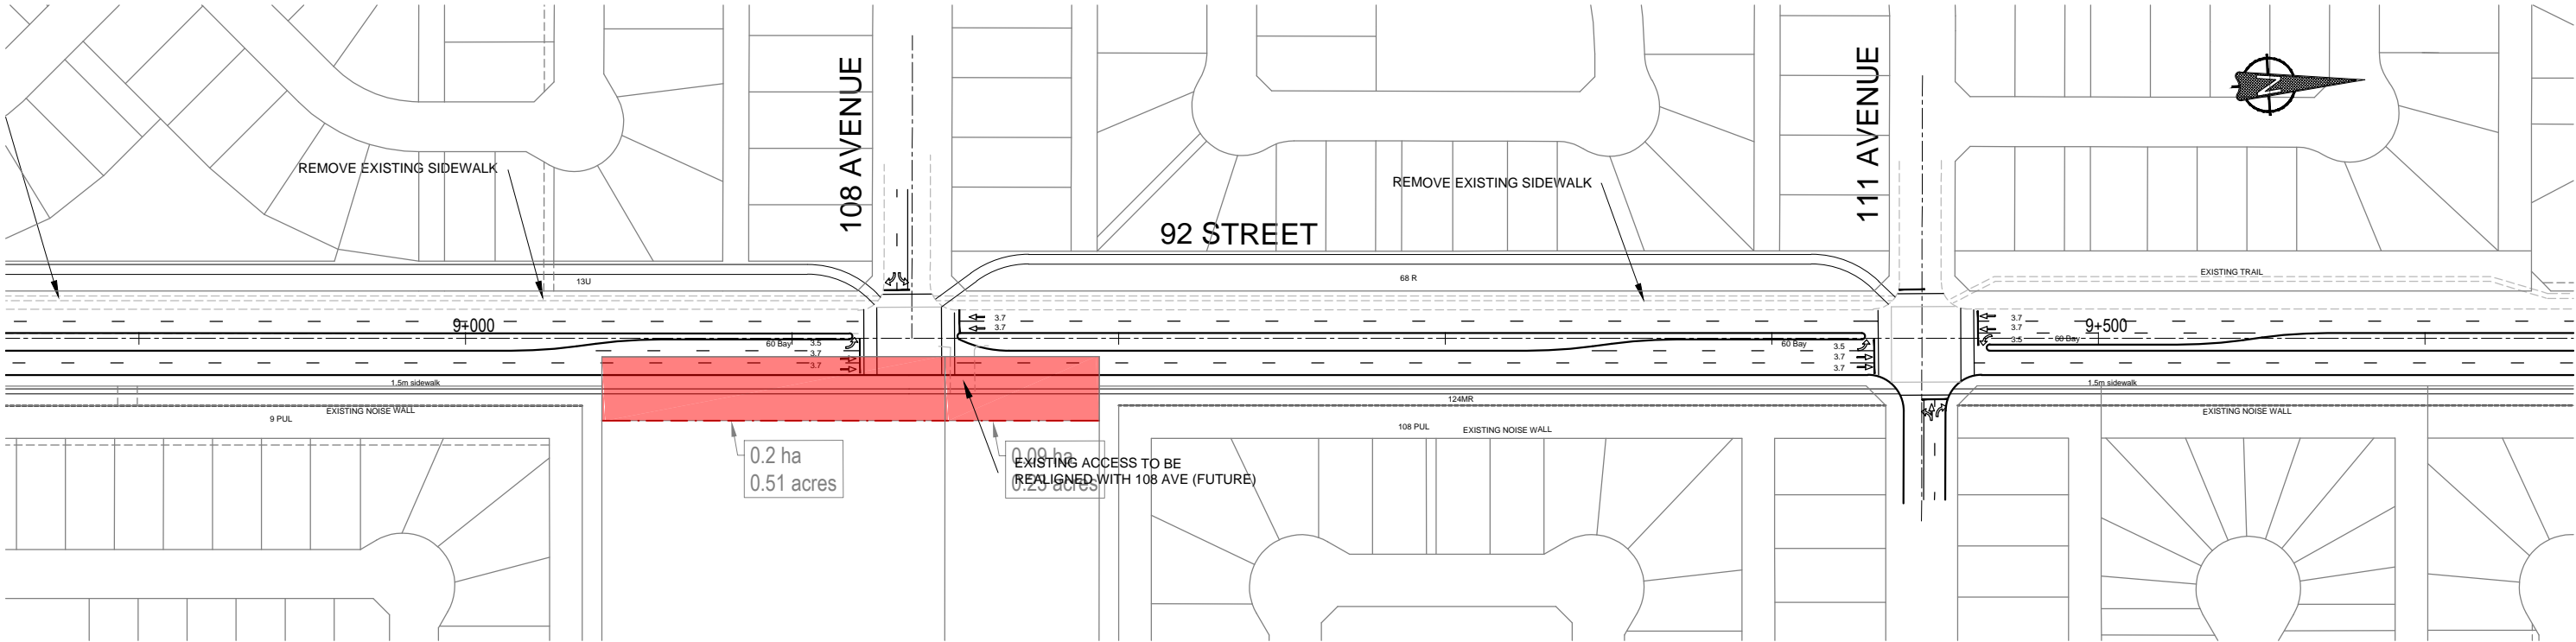 108 AVENUE
111 AVENUE
N
REMOVE EXISTING SIDEWALK
REMOVE EXISTING SIDEWALK
92 STREET
13U
68 R
EXISTING TRAIL
9+000
3.7
3.7
3.7
3.7
9+500
60 Bay
3.5
3.7
3.7
60 Bay
3.5
3.7
3.7
3.5
60 Bay
1.5m sidewalk
1.5m sidewalk
124MR
EXISTING NOISE WALL
9 PUL
108 PUL
EXISTING NOISE WALL
EXISTING NOISE WALL
0.2 ha
0.51 acres
0.09 ha
0.23 acres
EXISTING ACCESS TO BE
REALIGNED WITH 108 AVE (FUTURE)